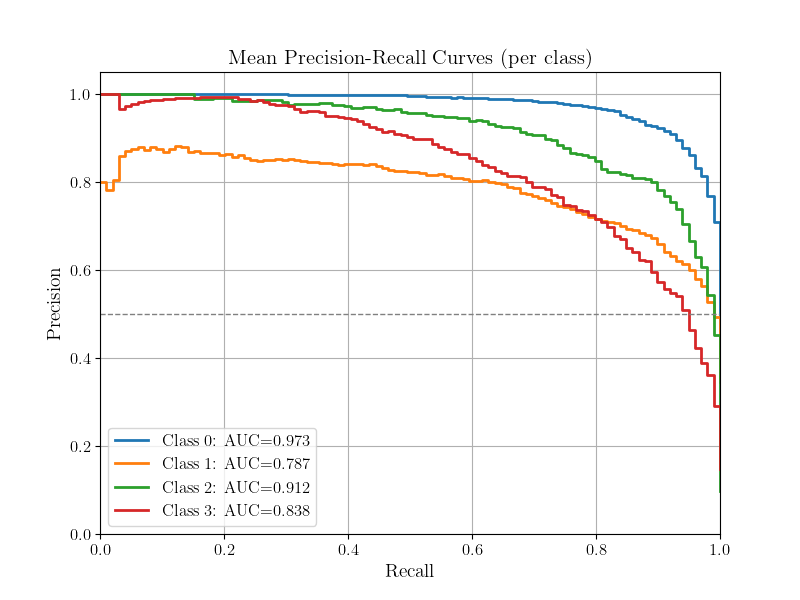 Mean Precision-Recall Curves (per class)
1.0
0.8
0.6
0.4
0.2
0.0
Precision
Class 0: AUC=0.973
Class 1: AUC=0.787
Class 2: AUC=0.912
Class 3: AUC=0.838
0.0 0.2 0.4 0.6 0.8 1.0
Recall